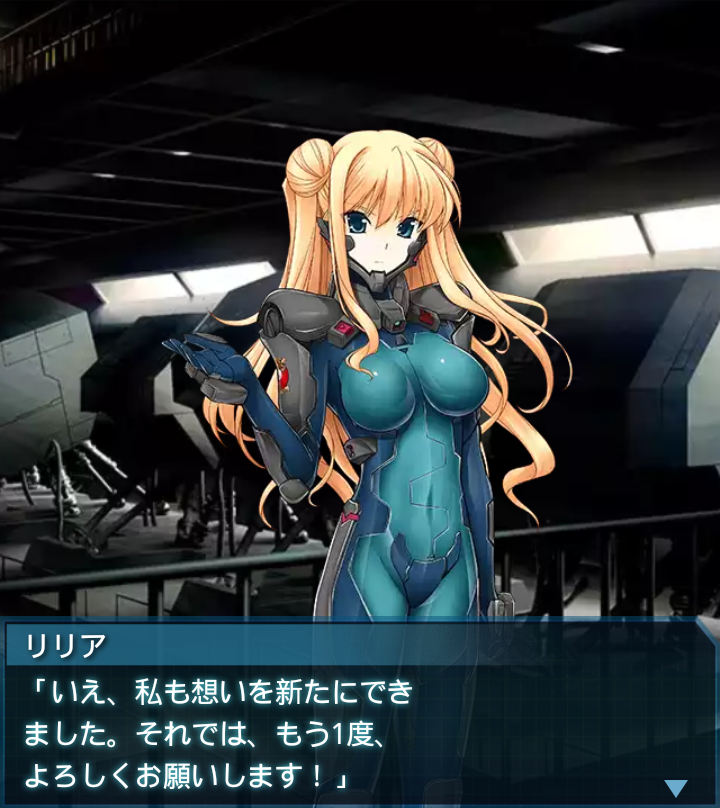 リリア
「いえ、私も想いを新たにでき
ました。それでは、もう1度、
よろしくお願いします！」